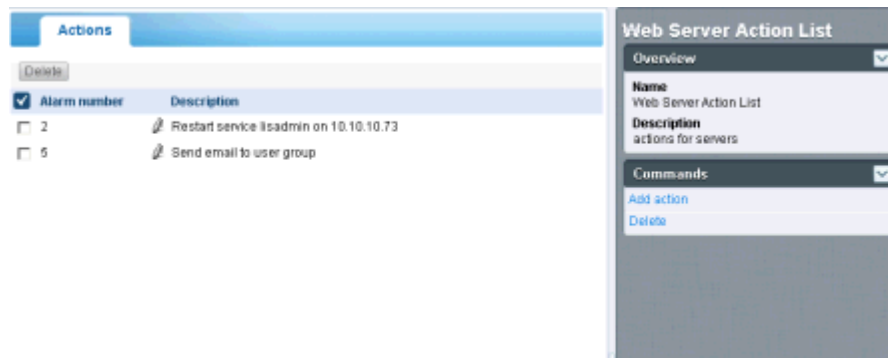 Actions
Delete
Alarm number Description
2 Restart service lisadmin on 10.10.10.73
5 Send email to user group
Web Server Action List
Overview
Name
Web Server Action List
Description
actions for servers
Commands
Add action
Delete